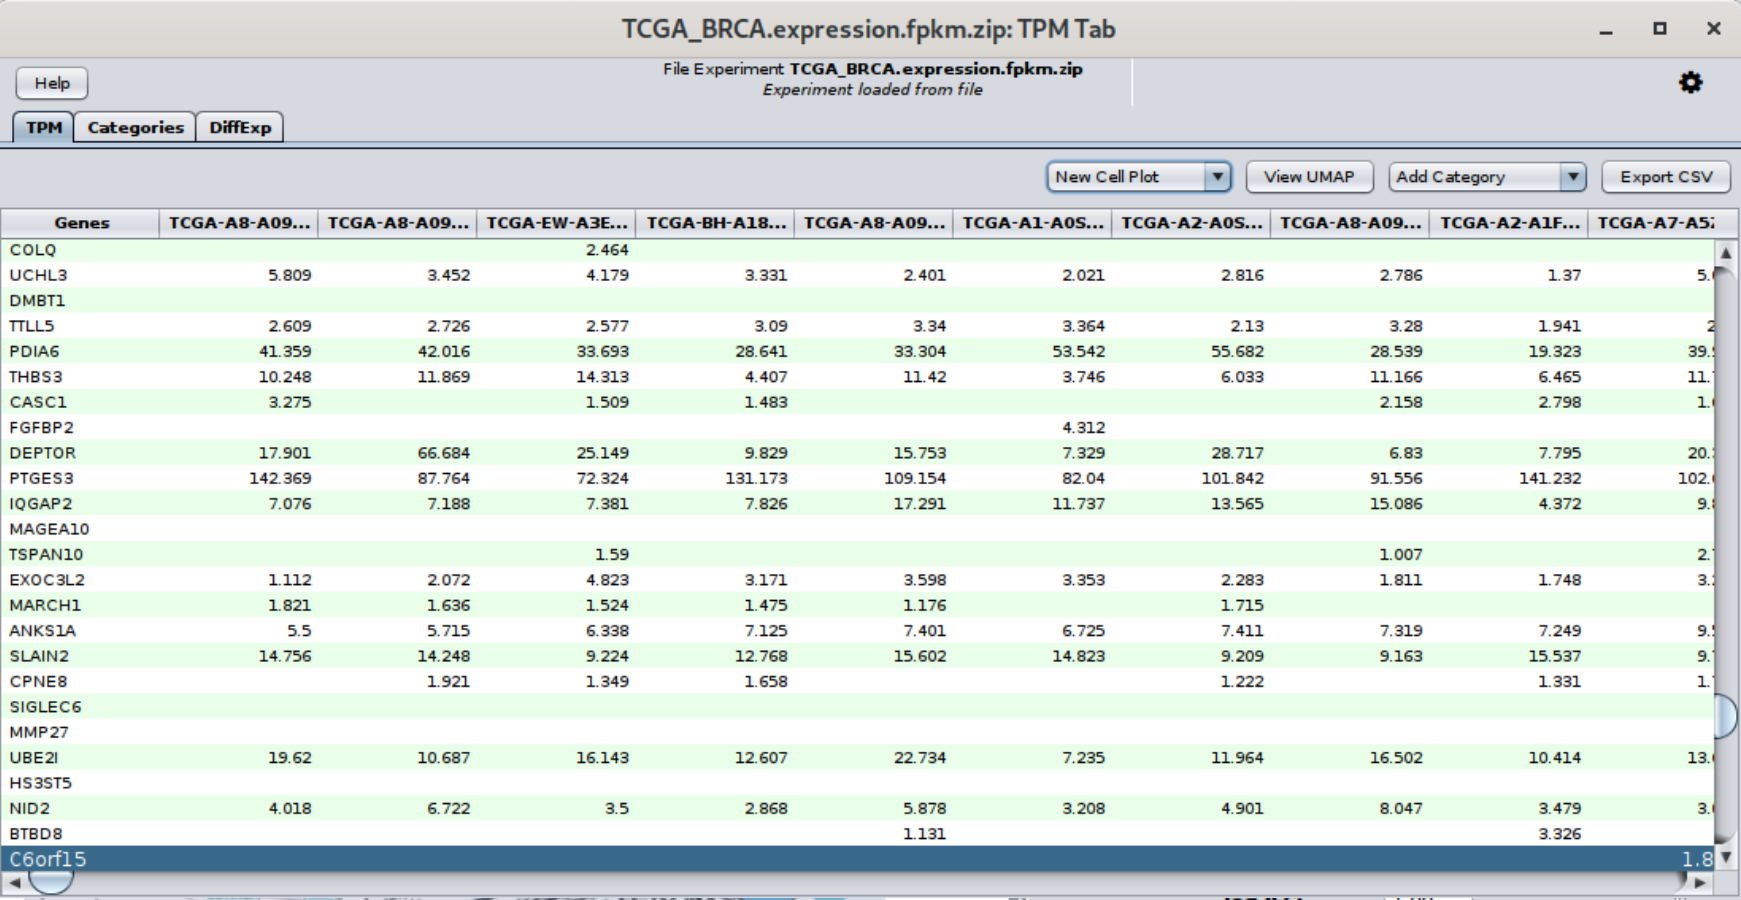 TCGA_BRCA.expression.fpkm.zip: TPM Tab
Help
File Experiment TCGA_BRCA.expression.fpkm.zip
Experiment loaded from file
TPM Categories DiffExp
New Cell Plot View UMAP Add Category Export CSV
Genes TCGA-A8-A09... TCGA-A8-A09... TCGA-EW-A3E... TCGA-BH-A18... TCGA-A8-A09... TCGA-A1-A0S... TCGA-A2-A0S... TCGA-A8-A09... TCGA-A2-A1F... TCGA-A7-A5
COLQ 2.464
UCHL3 5.809 3.452 4.179 3.331 2.401 2.021 2.816 2.786 1.37 5.
DMBT1
TTLL5 2.609 2.726 2.577 3.09 3.34 3.364 2.13 3.28 1.941 2
PDIA6 41.359 42.016 33.693 28.641 33.304 53.542 55.682 28.539 19.323 39.
THBS3 10.248 11.869 14.313 4.407 11.42 3.746 6.033 11.166 6.465 11.
CASC1 3.275 1.509 1.483 2.158 2.798 1.
FGFBP2 4.312
DEPTOR 17.901 66.684 25.149 9.829 15.753 7.329 28.717 6.83 7.795 20.
PTGES3 142.369 87.764 72.324 131.173 109.154 82.04 101.842 91.556 141.232 102.
IQGAP2 7.076 7.188 7.381 7.826 17.291 11.737 13.565 15.086 4.372 9.
MAGEA10
TSPAN10 1.59 1.007 2.
EXOC3L2 1.112 2.072 4.823 3.171 3.598 3.353 2.283 1.811 1.748 3.
MARCH1 1.821 1.636 1.524 1.475 1.176 1.715
ANKS1A 5.5 5.715 6.338 7.125 7.401 6.725 7.411 7.319 7.249 9.
SLAIN2 14.756 14.248 9.224 12.768 15.602 14.823 9.209 9.163 15.537 9.
CPNE8 1.921 1.349 1.658 1.222 1.331 1.
SIGLEC6
MMP27
UBE2I 19.62 10.687 16.143 12.607 22.734 7.235 11.964 16.502 10.414 13.
HS3ST5
NID2 4.018 6.722 3.5 2.868 5.878 3.208 4.901 8.047 3.479 3.
BTBD8 1.131 3.326
C6orf15 1.8